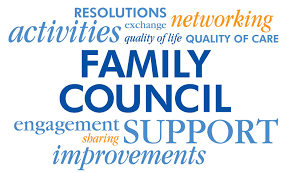 RESOLUTIONS
exchange networking
activities quality of life QUALITY OF CARE
FAMILY
COUNCIL
engagement SUPPORT
sharing
improvements